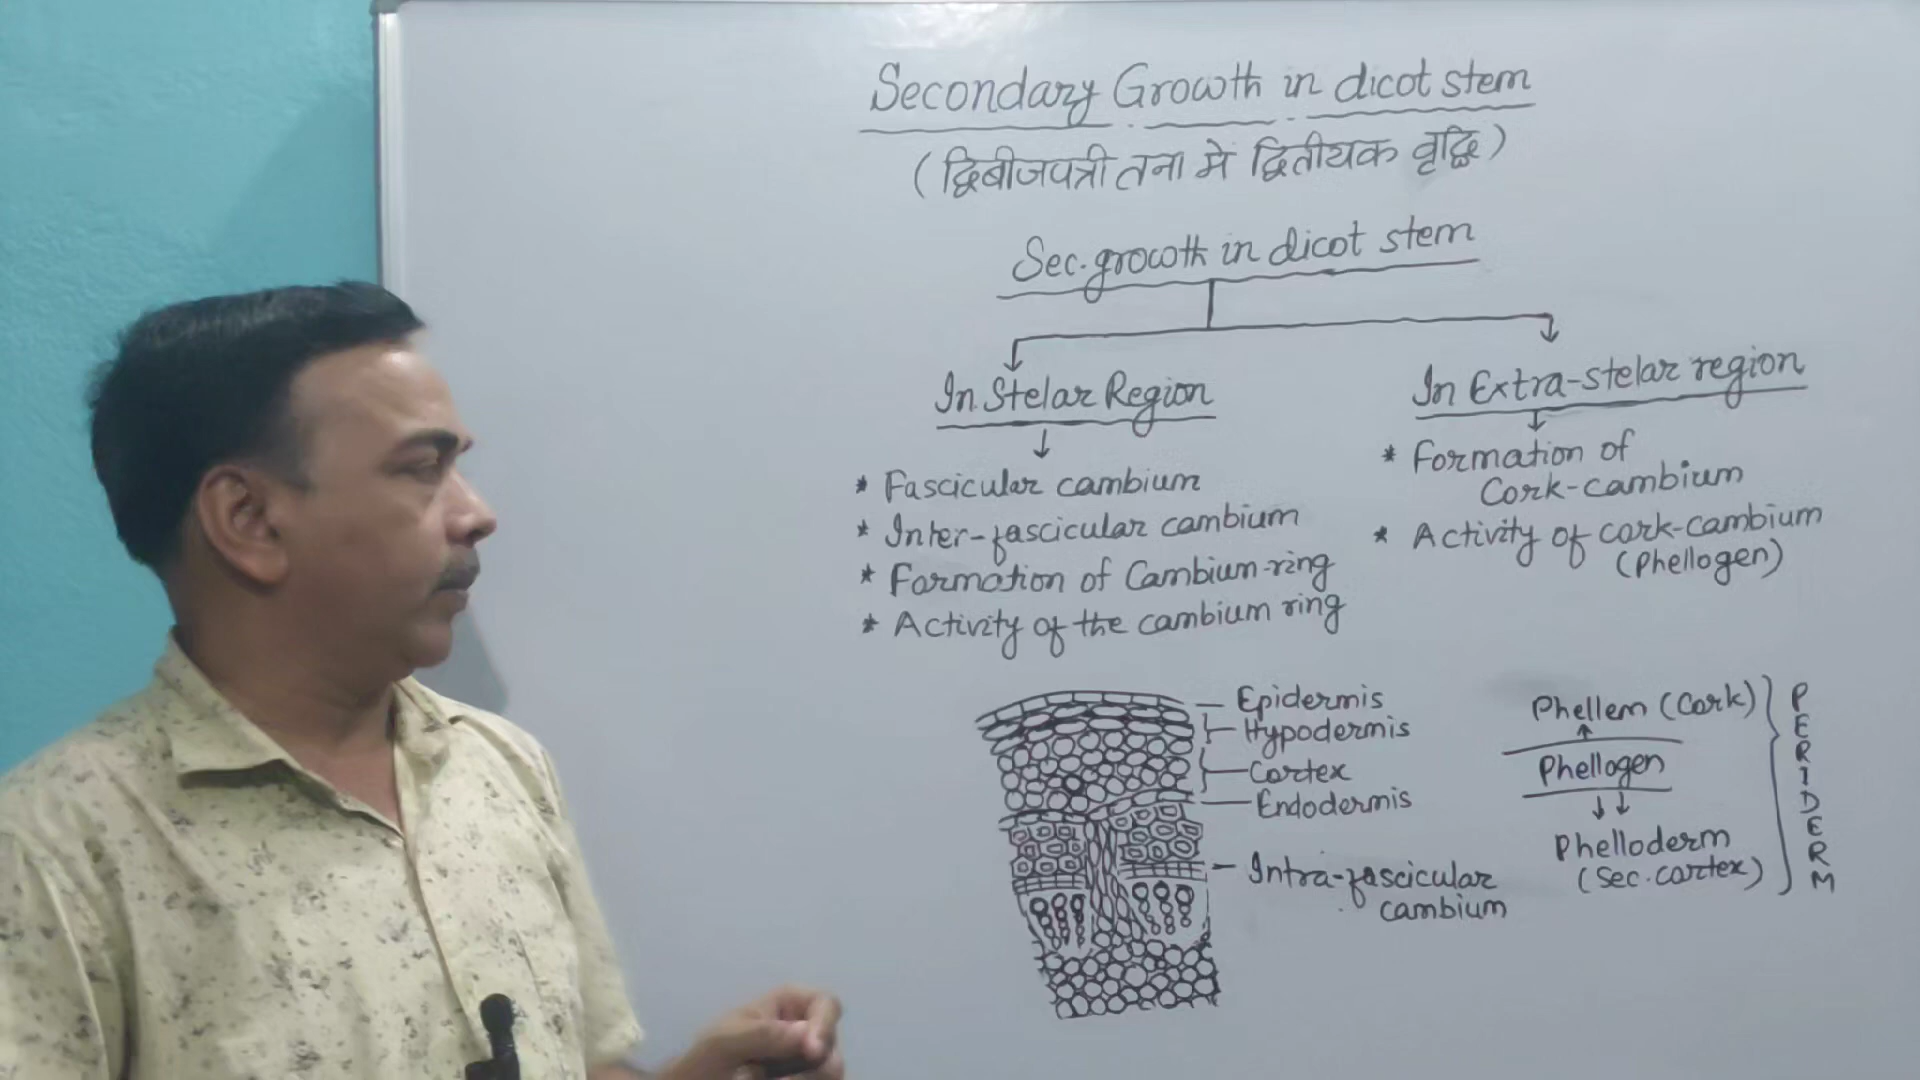 Secondary Growth in dicot stem
(द्विबीजपत्री तना में द्वितीयक वृद्धि)
Sec. growth in dicot stem
In Stelar Region
* Fascicular cambium
* Inter-fascicular cambium
* Formation of Cambium-ring
* Activity of the cambium ring
In Extra-stelar region
* Formation of
Cork-cambium
* Activity of cork-cambium
(Phellogen)
Epidermis
Hypodermis
Cortex
Endodermis
Intra-fascicular
cambium
Phellem (Cork)
Phellogen
Phelloderm
(Sec. cortex)
PERIDERM